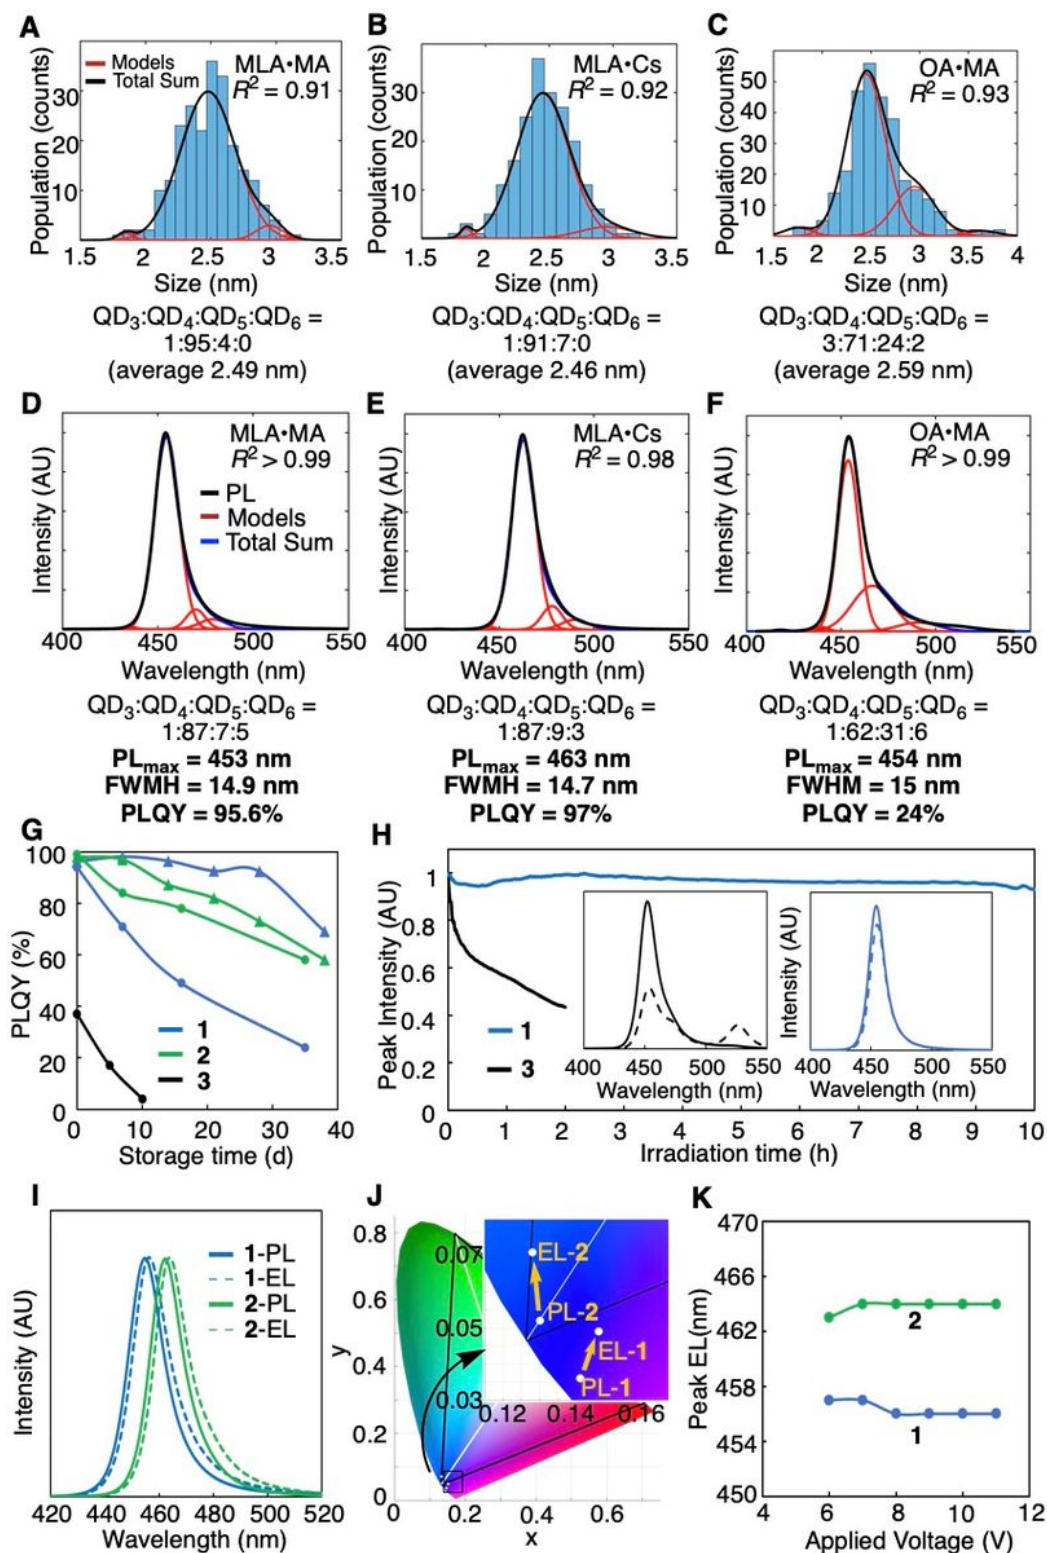 A
Models
Total Sum
MLA•MA
R² = 0.91
Population (counts)
30
20
10
1.5 2 2.5 3 3.5
Size (nm)
QD₃:QD₄:QD₅:QD₆ =
1:95:4:0
(average 2.49 nm)
B
MLA•Cs
R² = 0.92
Population (counts)
30
20
10
1.5 2 2.5 3 3.5
Size (nm)
QD₃:QD₄:QD₅:QD₆ =
1:91:7:0
(average 2.46 nm)
C
OA•MA
R² = 0.93
Population (counts)
50
40
30
20
10
1.5 2 2.5 3 3.5 4
Size (nm)
QD₃:QD₄:QD₅:QD₆ =
3:71:24:2
(average 2.59 nm)
D
MLA•MA
R² > 0.99
PL
Models
Total Sum
Intensity (AU)
400 450 500 550
Wavelength (nm)
QD₃:QD₄:QD₅:QD₆ =
1:87:7:5
PLmax = 453 nm
FWMH = 14.9 nm
PLQY = 95.6%
E
MLA•Cs
R² = 0.98
Intensity (AU)
400 450 500 550
Wavelength (nm)
QD₃:QD₄:QD₅:QD₆ =
1:87:9:3
PLmax = 463 nm
FWMH = 14.7 nm
PLQY = 97%
F
OA•MA
R² > 0.99
Intensity (AU)
400 450 500 550
Wavelength (nm)
QD₃:QD₄:QD₅:QD₆ =
1:62:31:6
PLmax = 454 nm
FWHM = 15 nm
PLQY = 24%
G
100
80
60
40
20
0
PLQY (%)
1
2
3
0 10 20 30 40
Storage time (d)
H
1
0.8
0.6
0.4
0.2
0
Peak Intensity (AU)
1
3
400 450 500 550
Wavelength (nm)
Intensity (AU)
400 450 500 550
Wavelength (nm)
0 1 2 3 4 5 6 7 8 9 10
Irradiation time (h)
I
1-PL
1-EL
2-PL
2-EL
Intensity (AU)
420 440 460 480 500 520
Wavelength (nm)
J
0.8
0.6
0.4
0.2
0
y
0.07
0.05
0.03
EL-2
PL-2
EL-1
PL-1
0.12 0.14 0.16
0 0.2 0.4 0.6
x
K
470
466
462
458
454
450
Peak EL(nm)
2
1
4 6 8 10 12
Applied Voltage (V)